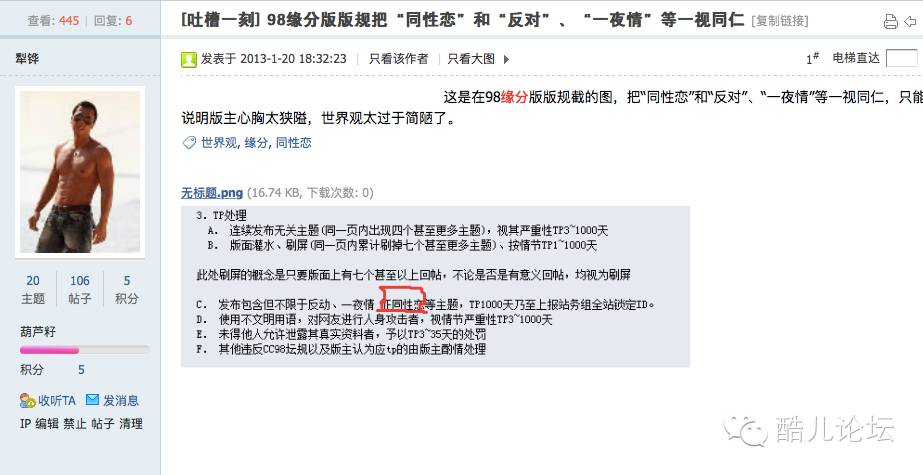 查看: 445 | 回复: 6
[吐槽一刻] 98缘分版版规把“同性恋”和“反对”、“一夜情”等一视同仁 [复制链接]
犁铧
发表于 2013-1-20 18:32:23 | 只看该作者 | 只看大图
1# 电梯直达
这是在98缘分版版规截的图，把“同性恋”和“反对”、“一夜情”等一视同仁，只能
说明版主心胸太狭隘，世界观太过于简陋了。
世界观, 缘分, 同性恋
无标题.png (16.74 KB, 下载次数: 0)
3. TP处理
A. 连续发布无关主题(同一页内出现四个甚至更多主题)，视其严重性TP3~1000天
B. 版面灌水、刷屏(同一页内累计刷掉七个甚至更多主题)、按情节TP1~1000天
此处刷屏的概念是只要版面上有七个甚至以上回帖，不论是否是有意义回帖，均视为刷屏
C. 发布包含但不限于反动、一夜情、征同性恋等主题，TP1000天乃至上报站务组全站锁定ID。
D. 使用不文明用语，对网友进行人身攻击者，视情节严重性TP3~1000天
E. 未得他人允许泄露其真实资料者，予以TP3~35天的处罚
F. 其他违反CC98坛规以及版主认为应tp的由版主酌情处理
20 106 5
主题 帖子 积分
葫芦籽
积分 5
收听TA 发消息
IP 编辑 禁止 帖子 清理
酷儿论坛